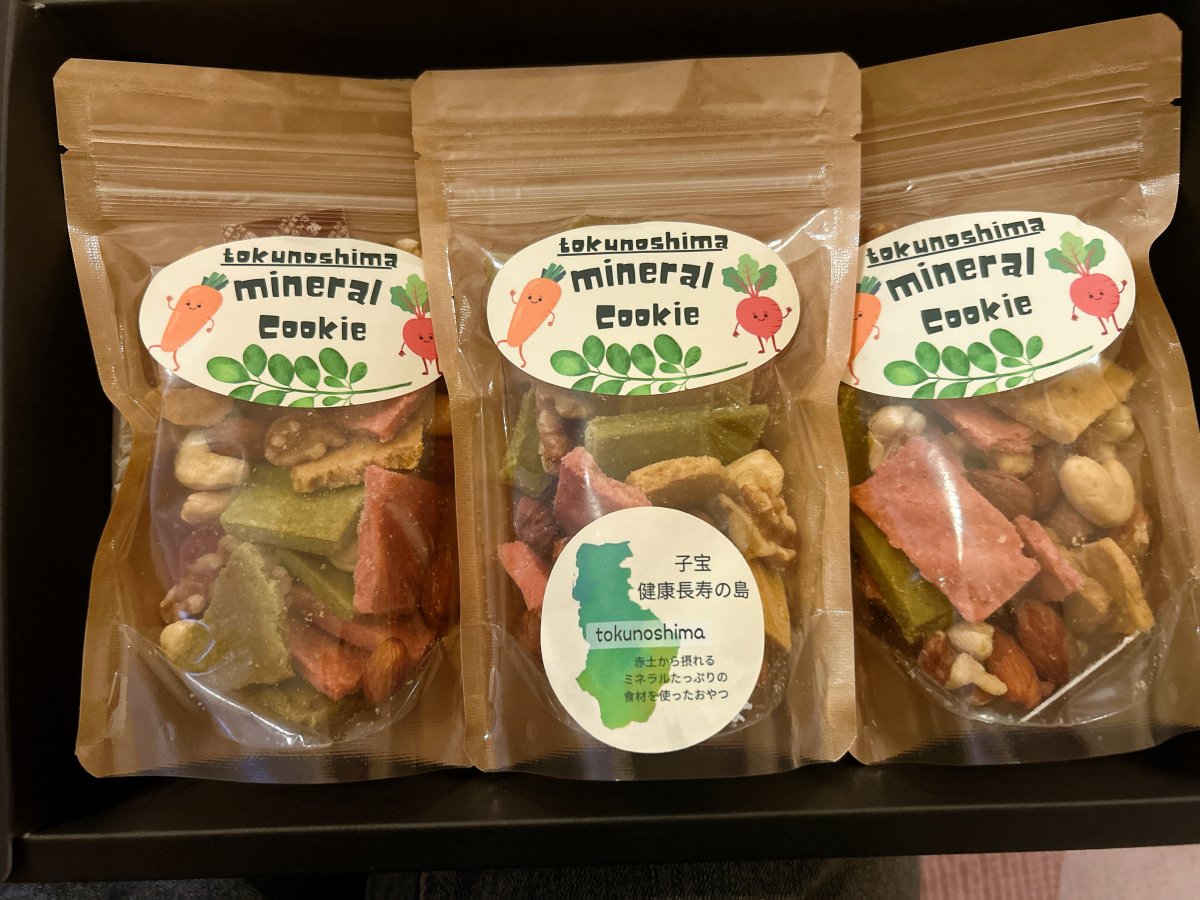 tokunoshima
mineral
cookie
tokunoshima
mineral
cookie
tokunoshima
mineral
cookie
子宝
健康長寿の島
tokunoshima
赤土から摂れる
ミネラルたっぷりの
食材を使ったおやつ